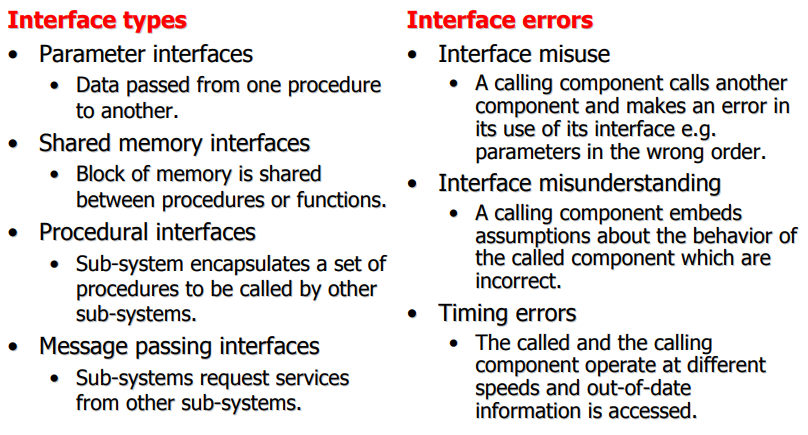 Interface types
• Parameter interfaces
• Data passed from one procedure
to another.
• Shared memory interfaces
• Block of memory is shared
between procedures or functions.
• Procedural interfaces
• Sub-system encapsulates a set of
procedures to be called by other
sub-systems.
• Message passing interfaces
• Sub-systems request services
from other sub-systems.
Interface errors
• Interface misuse
• A calling component calls another
component and makes an error in
its use of its interface e.g.
parameters in the wrong order.
• Interface misunderstanding
• A calling component embeds
assumptions about the behavior of
the called component which are
incorrect.
• Timing errors
• The called and the calling
component operate at different
speeds and out-of-date
information is accessed.